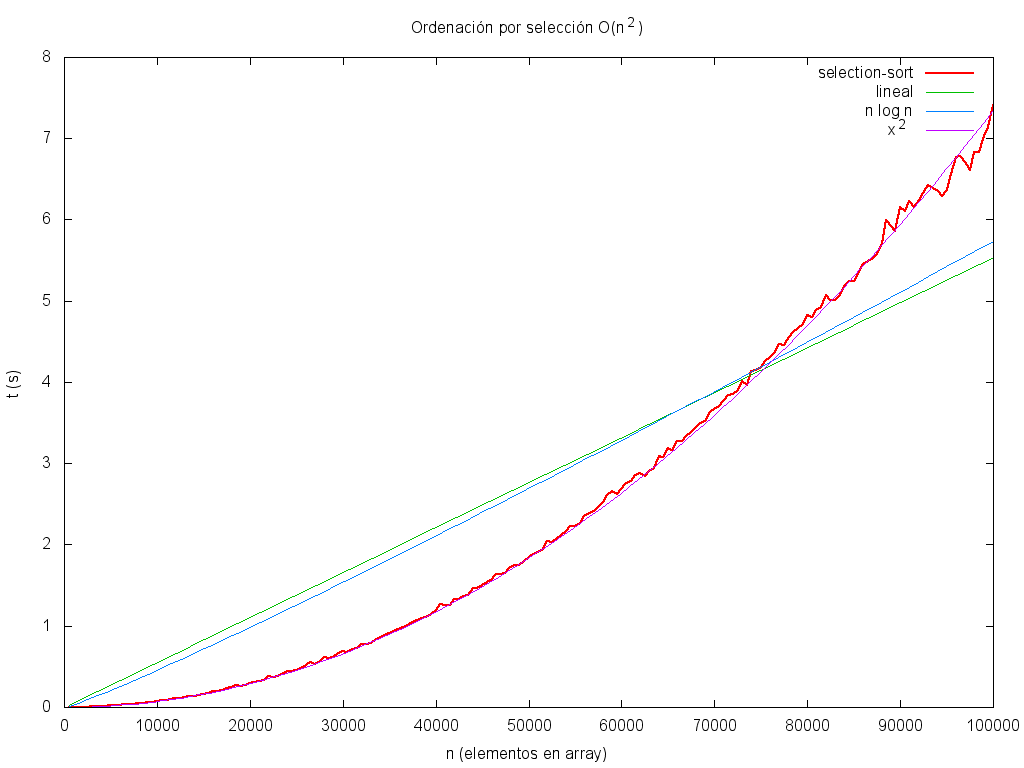 Ordenación por selección O(n²)
selection-sort
lineal
n log n
x²
8
7
6
5
4
3
2
1
0
t (s)
0 10000 20000 30000 40000 50000 60000 70000 80000 90000 100000
n (elementos en array)